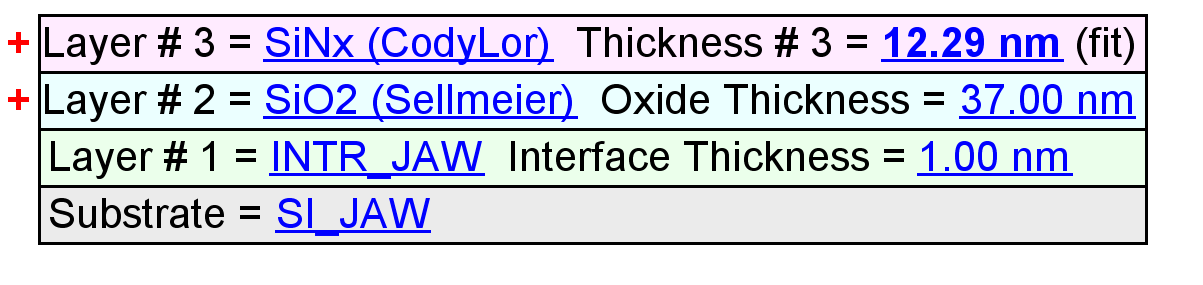 + Layer # 3 = SiNx (CodyLor) Thickness # 3 = 12.29 nm (fit)
+ Layer # 2 = SiO2 (Sellmeier) Oxide Thickness = 37.00 nm
Layer # 1 = INTR_JAW Interface Thickness = 1.00 nm
Substrate = SI_JAW